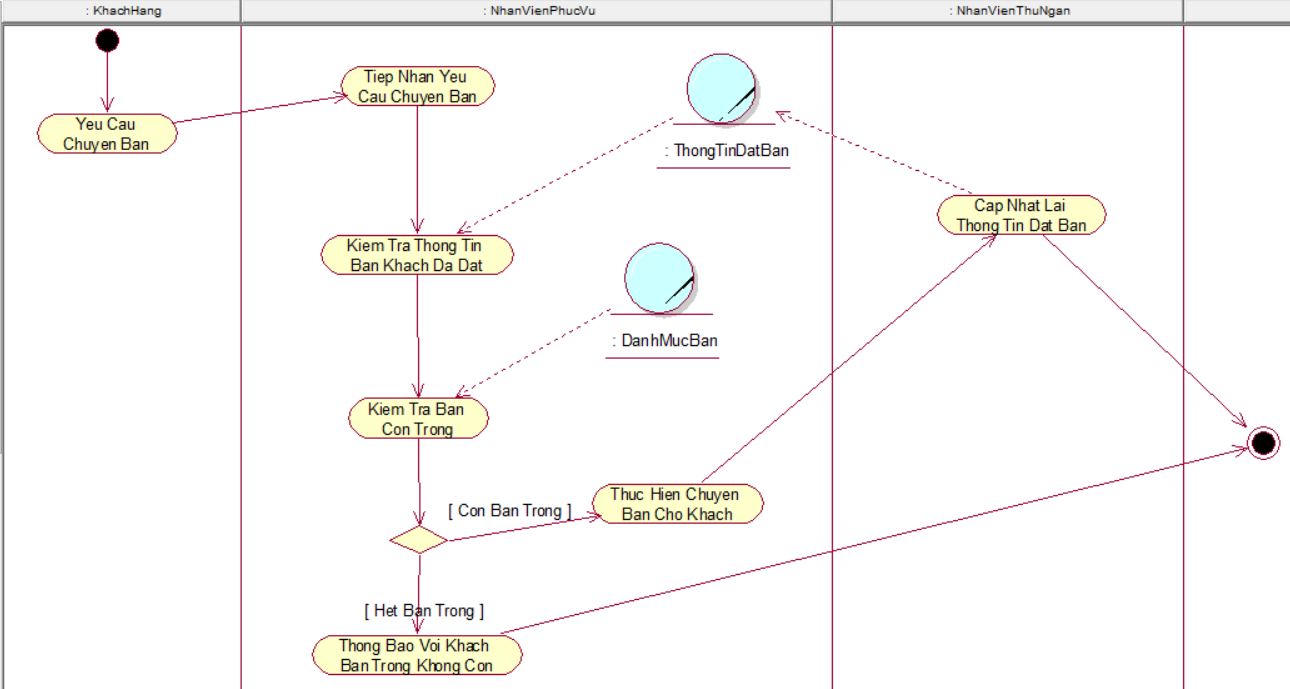 : KhachHang
: NhanVienPhucVu
: NhanVienThuNgan
Tiep Nhan Yeu
Cau Chuyen Ban
Yeu Cau
Chuyen Ban
: ThongTinDatBan
Cap Nhat Lai
Thong Tin Dat Ban
Kiem Tra Thong Tin
Ban Khach Da Dat
: DanhMucBan
Kiem Tra Ban
Con Trong
[ Con Ban Trong ]
Thuc Hien Chuyen
Ban Cho Khach
[ Het Ban Trong ]
Thong Bao Voi Khach
Ban Trong Khong Con